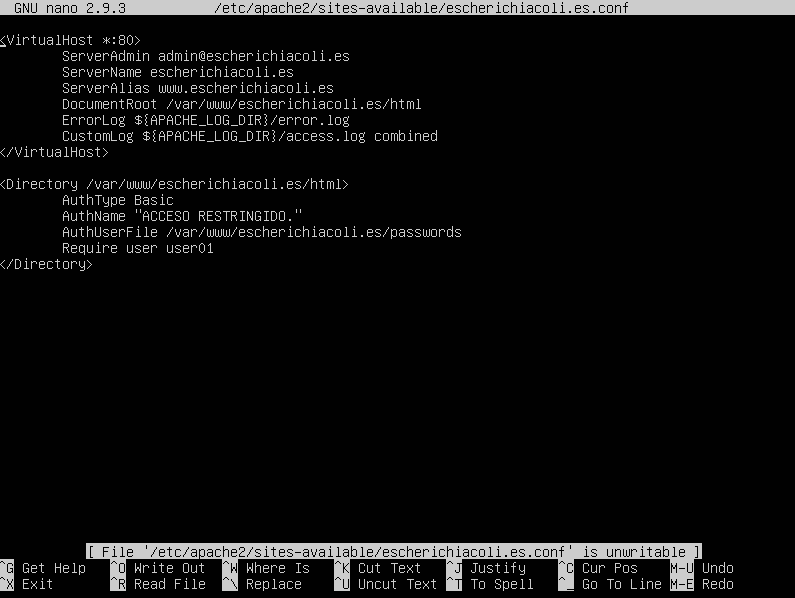 GNU nano 2.9.3 /etc/apache2/sites-available/escherichiacoli.es.conf
<VirtualHost *:80>
ServerAdmin admin@escherichiacoli.es
ServerName escherichiacoli.es
ServerAlias www.escherichiacoli.es
DocumentRoot /var/www/escherichiacoli.es/html
ErrorLog ${APACHE_LOG_DIR}/error.log
CustomLog ${APACHE_LOG_DIR}/access.log combined
</VirtualHost>
<Directory /var/www/escherichiacoli.es/html>
AuthType Basic
AuthName "ACCESO RESTRINGIDO."
AuthUserFile /var/www/escherichiacoli.es/passwords
Require user user01
</Directory>
[ File '/etc/apache2/sites-available/escherichiacoli.es.conf' is unwritable ]
^G Get Help ^O Write Out ^W Where Is ^K Cut Text ^J Justify ^C Cur Pos M-U Undo
^X Exit ^R Read File ^\ Replace ^U Uncut Text ^T To Spell ^_ Go To Line M-E Redo